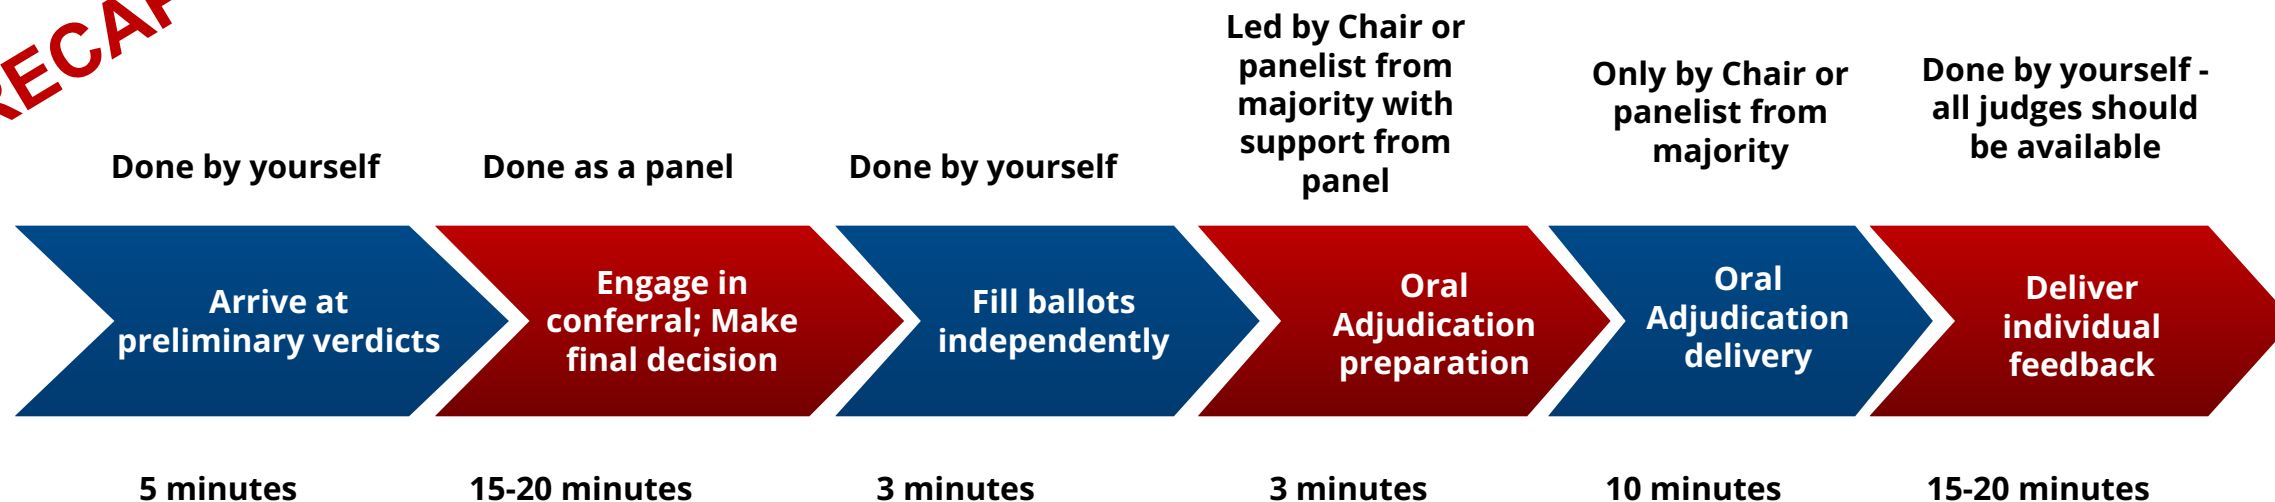 RECAP
Done by yourself
Done as a panel
Done by yourself
Led by Chair or
panelist from
majority with
support from
panel
Only by Chair or
panelist from
majority
Done by yourself -
all judges should
be available
Arrive at
preliminary verdicts
Engage in
conferral; Make
final decision
Fill ballots
independently
Oral
Adjudication
preparation
Oral
Adjudication
delivery
Deliver
individual
feedback
5 minutes
15-20 minutes
3 minutes
3 minutes
10 minutes
15-20 minutes